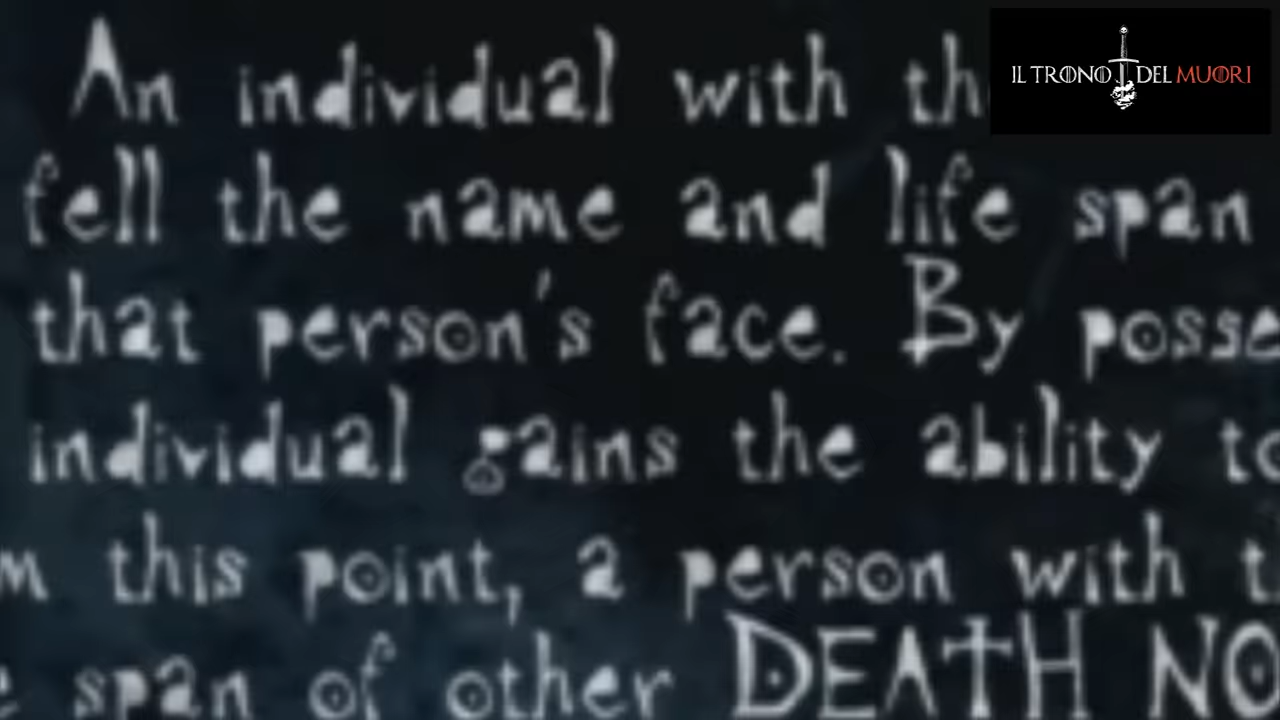 An individual with th
IL TRONO DEL MUORI
fell the name and life span
that person's face. By posse
individual gains the ability to
m this point, a person with t
e span of other DEATH NO